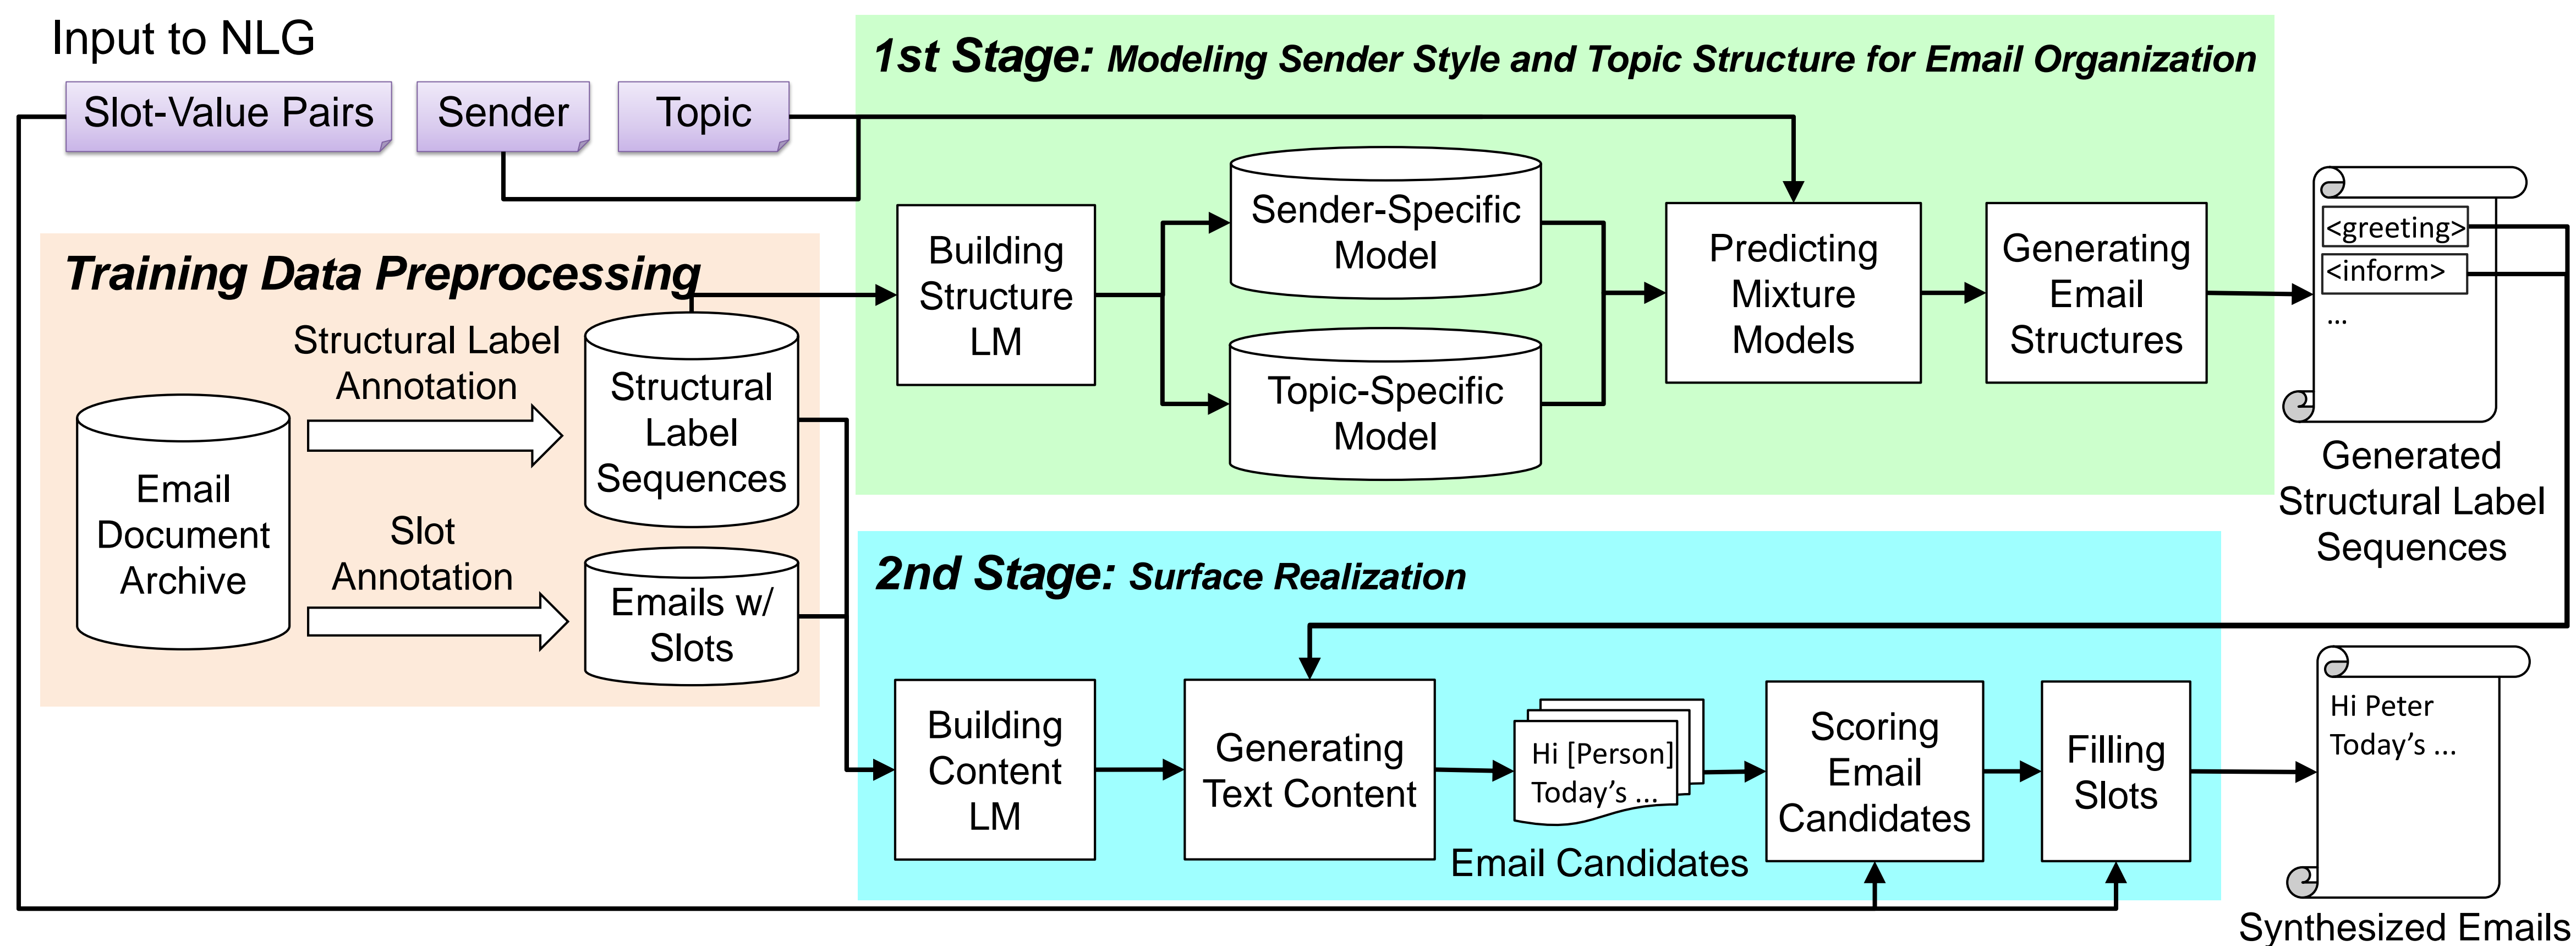 Input to NLG
Slot-Value Pairs
Sender
Topic
1st Stage: Modeling Sender Style and Topic Structure for Email Organization
Building
Structure
LM
Sender-Specific
Model
Topic-Specific
Model
Predicting
Mixture
Models
Generating
Email
Structures
<greeting>
<inform>
...
Generated
Structural Label
Sequences
Training Data Preprocessing
Email
Document
Archive
Structural Label
Annotation
Slot
Annotation
Structural
Label
Sequences
Emails w/
Slots
2nd Stage: Surface Realization
Building
Content
LM
Generating
Text Content
Hi [Person]
Today's ...
Email Candidates
Scoring
Email
Candidates
Filling
Slots
Hi Peter
Today's ...
Synthesized Emails